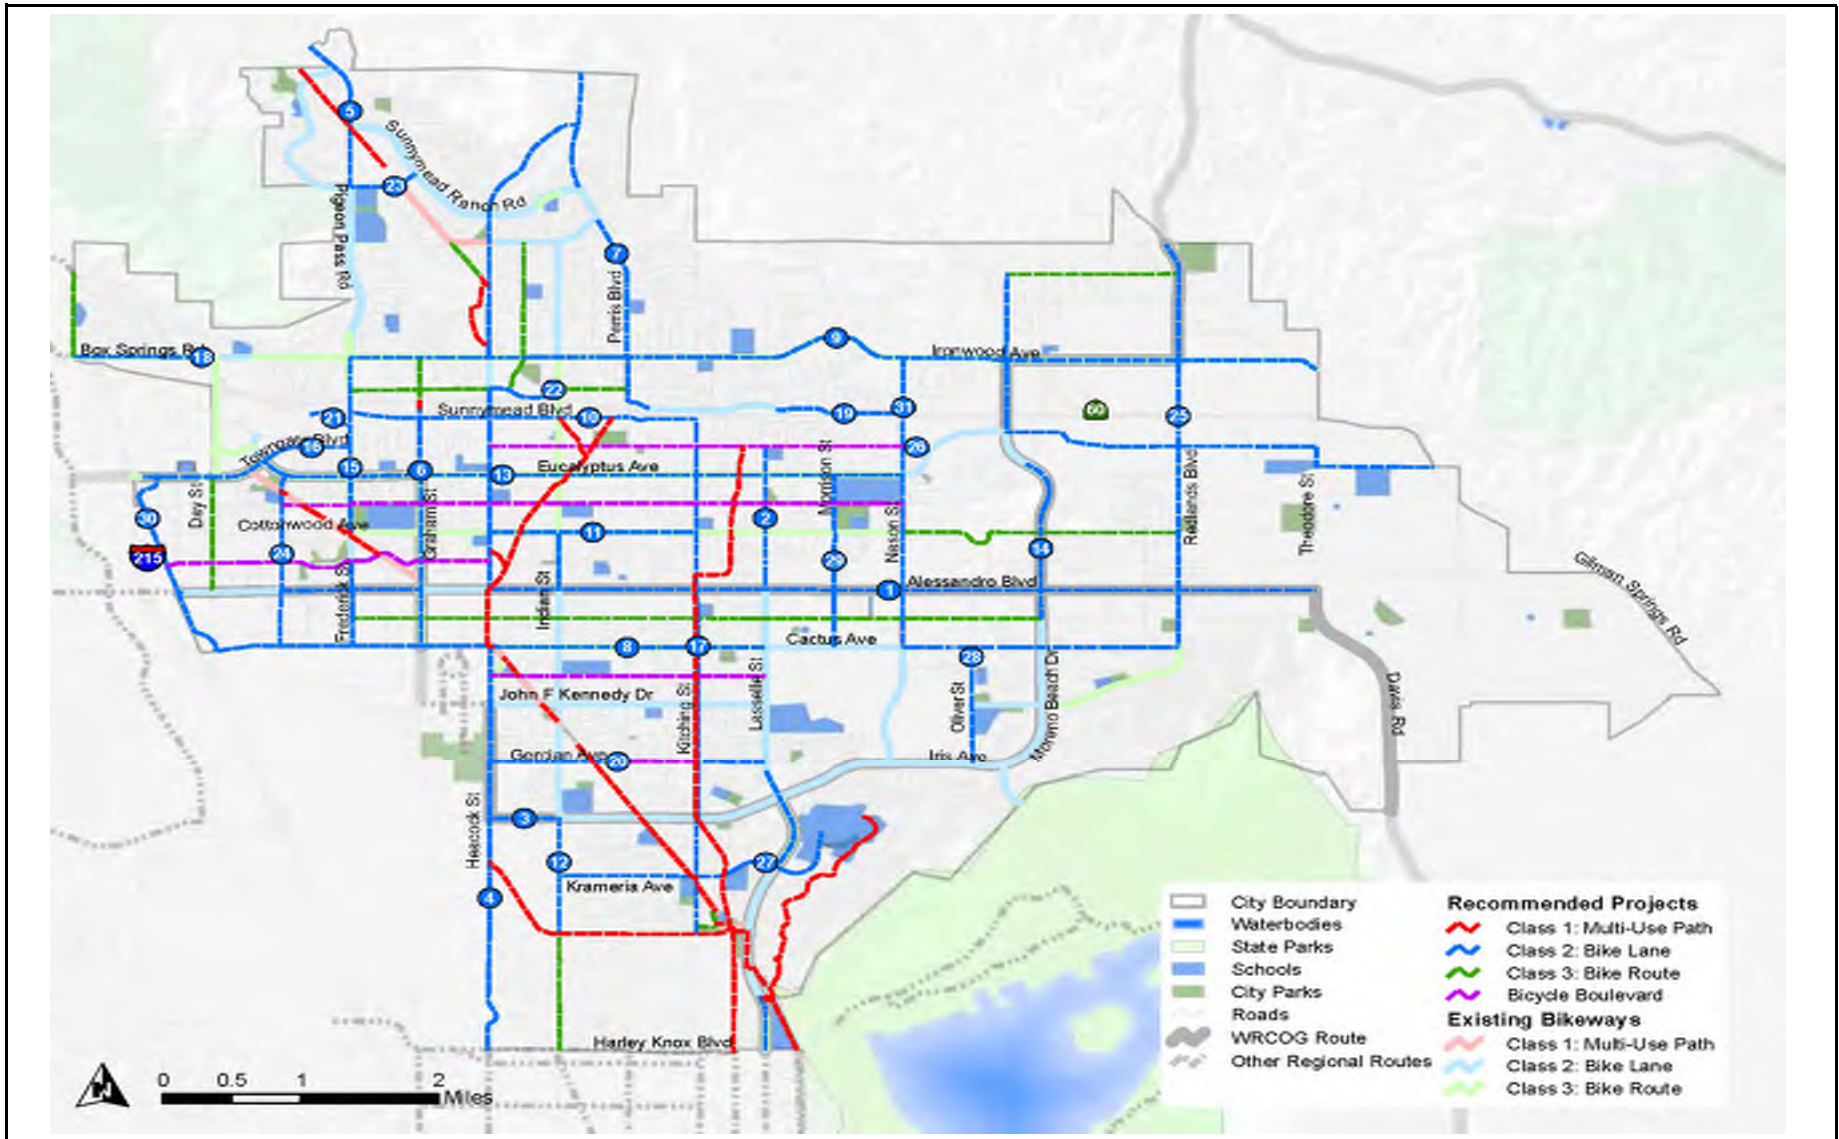 5
Sunnymead Ranch Rd
23
Pigeon Pass Rd
7
Perris Blvd
9
Box Springs Rd
18
Ironwood Ave
22
Sunnymead Blvd
10
19
31
60
25
21
Towngate Blvd
16
15
6
13
Eucalyptus Ave
26
Morrison St
Redlands Blvd
Theodore St
Day St
30
Cottonwood Ave
Graham St
11
2
Nason St
14
215
24
29
Gilman Springs Rd
Frederick St
Indian St
1
Alessandro Blvd
8
17
Cactus Ave
28
John F Kennedy Dr
Kitching St
Lasselle St
Oliver St
Moreno Beach Dr
Davis Rd
Gentian Ave
20
Iris Ave
Heacock St
3
12
27
Krameria Ave
4
Harley Knox Blvd
N
0 0.5 1 2
Miles
City Boundary
Waterbodies
State Parks
Schools
City Parks
Roads
WRCOG Route
Other Regional Routes
Recommended Projects
Class 1: Multi-Use Path
Class 2: Bike Lane
Class 3: Bike Route
Bicycle Boulevard
Existing Bikeways
Class 1: Multi-Use Path
Class 2: Bike Lane
Class 3: Bike Route